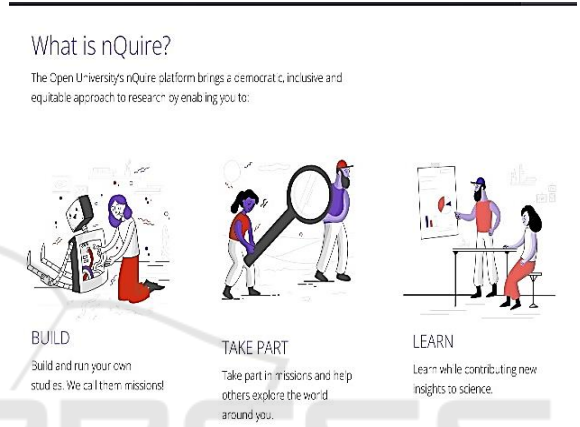 What is nQuire?
The Open University's nQuire platform brings a democratic, inclusive and
equitable approach to research by enabling you to:
BUILD
Build and run your own
studies. We call them missions!
TAKE PART
Take part in missions and help
others explore the world
around you.
LEARN
Learn while contributing new
insights to science.